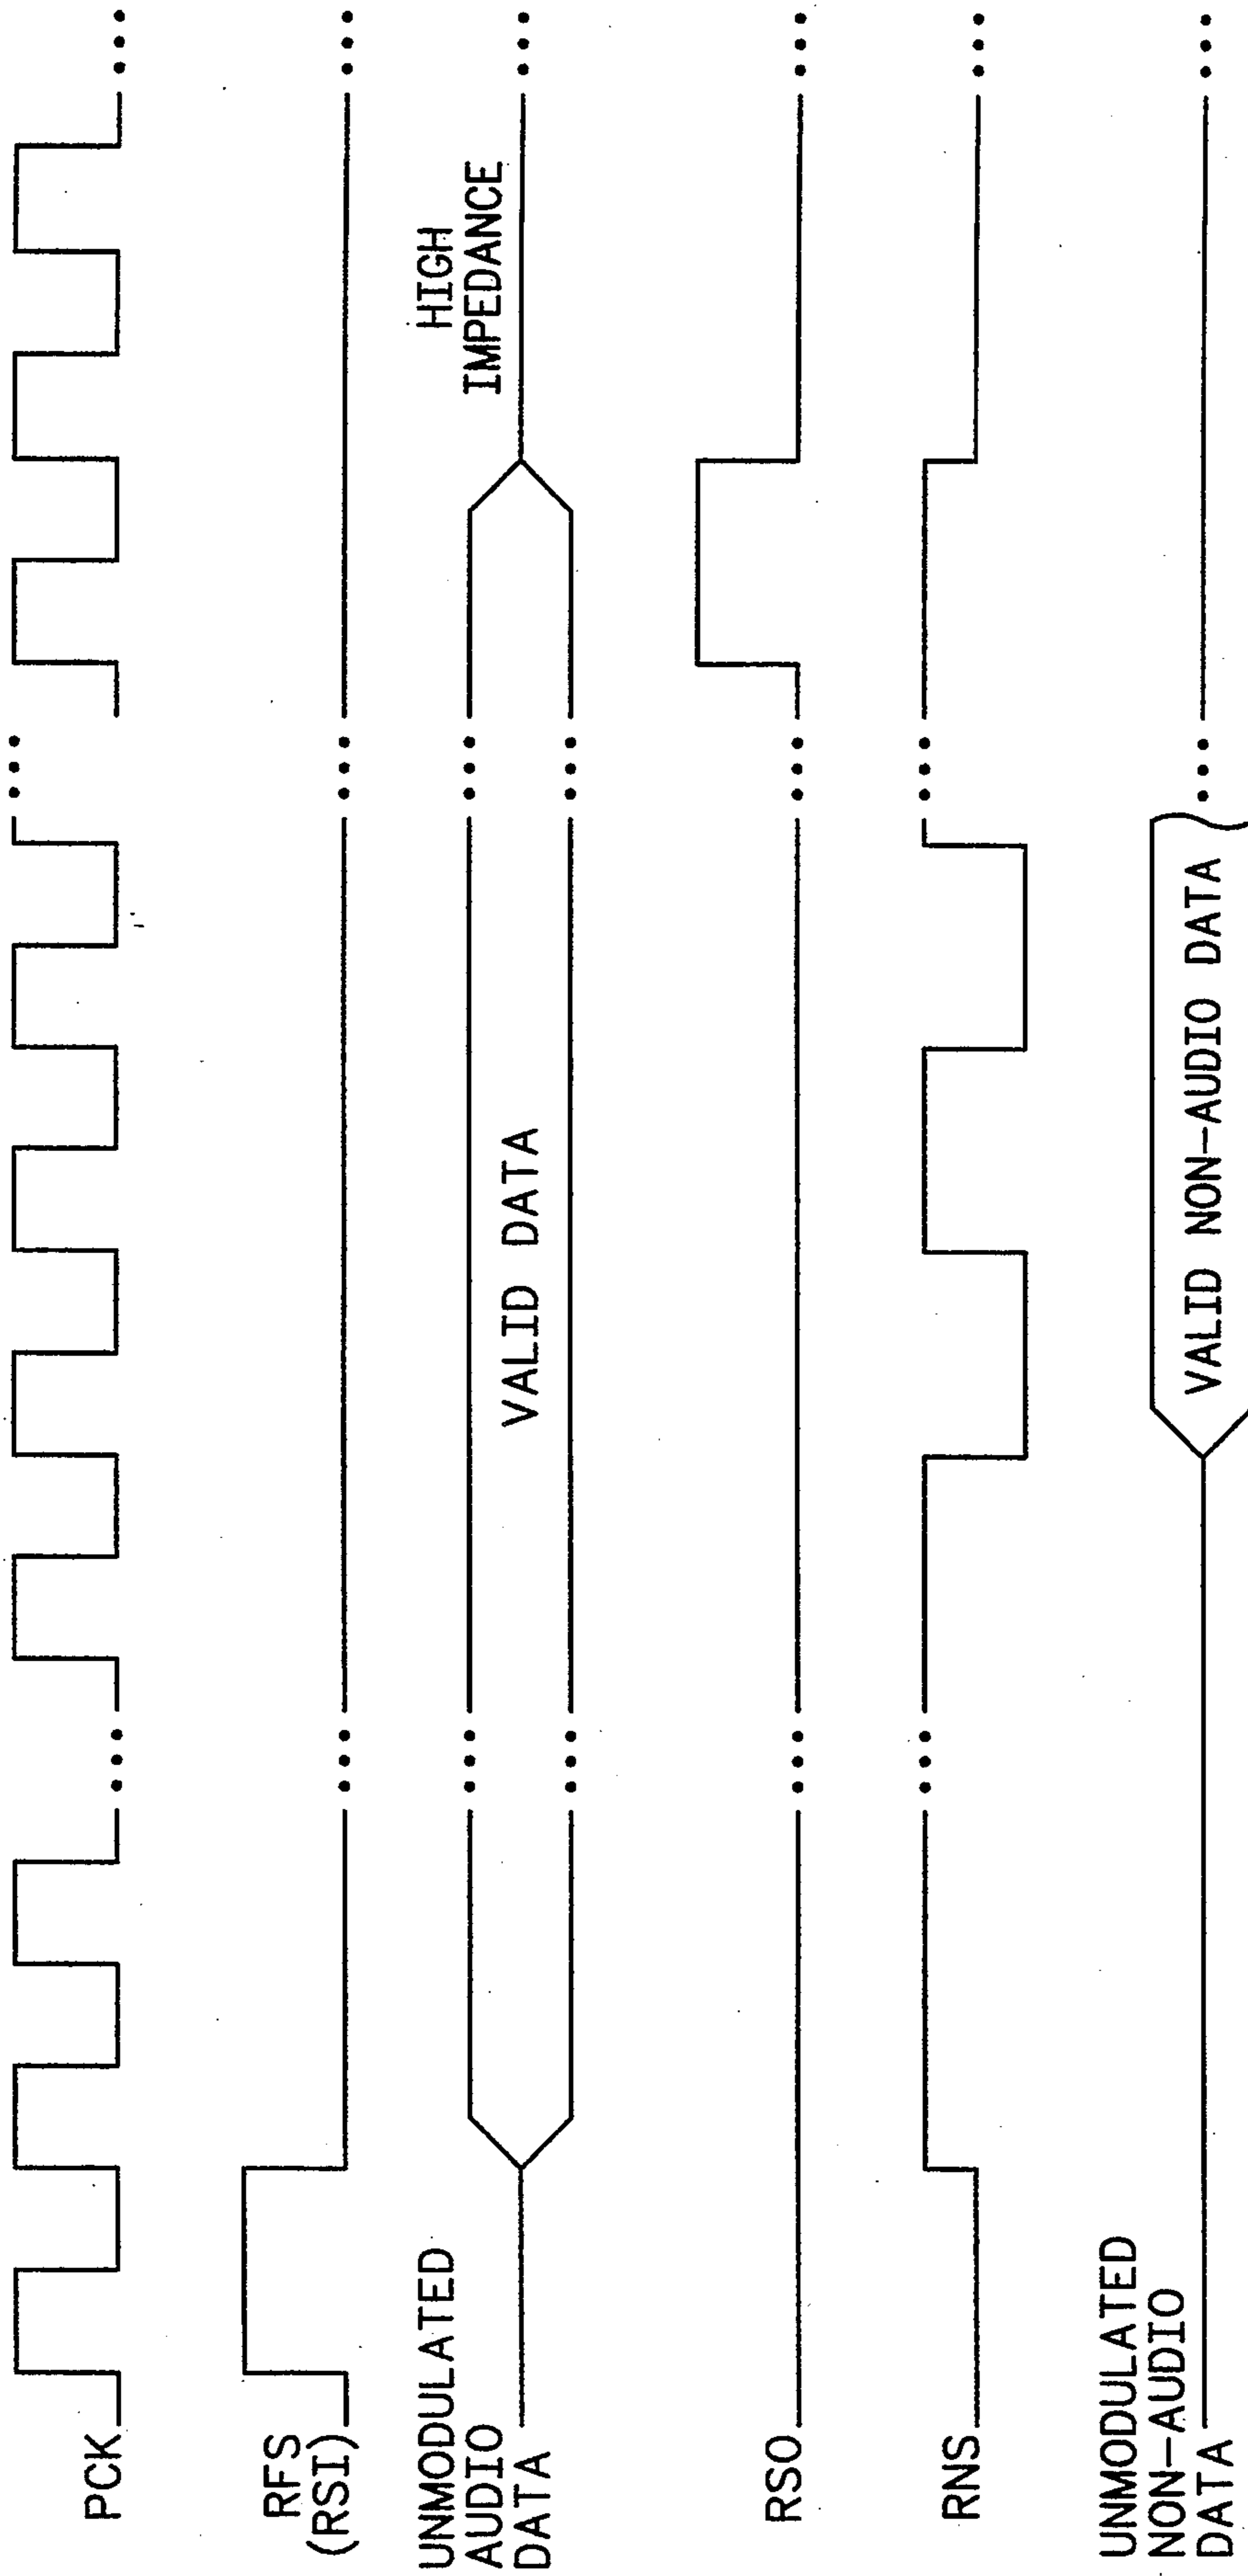 PCK
RFS
(RSI)
UNMODULATED
AUDIO
DATA
VALID DATA
HIGH
IMPEDANCE
RSO
RNS
UNMODULATED
NON-AUDIO
DATA
VALID NON-AUDIO DATA